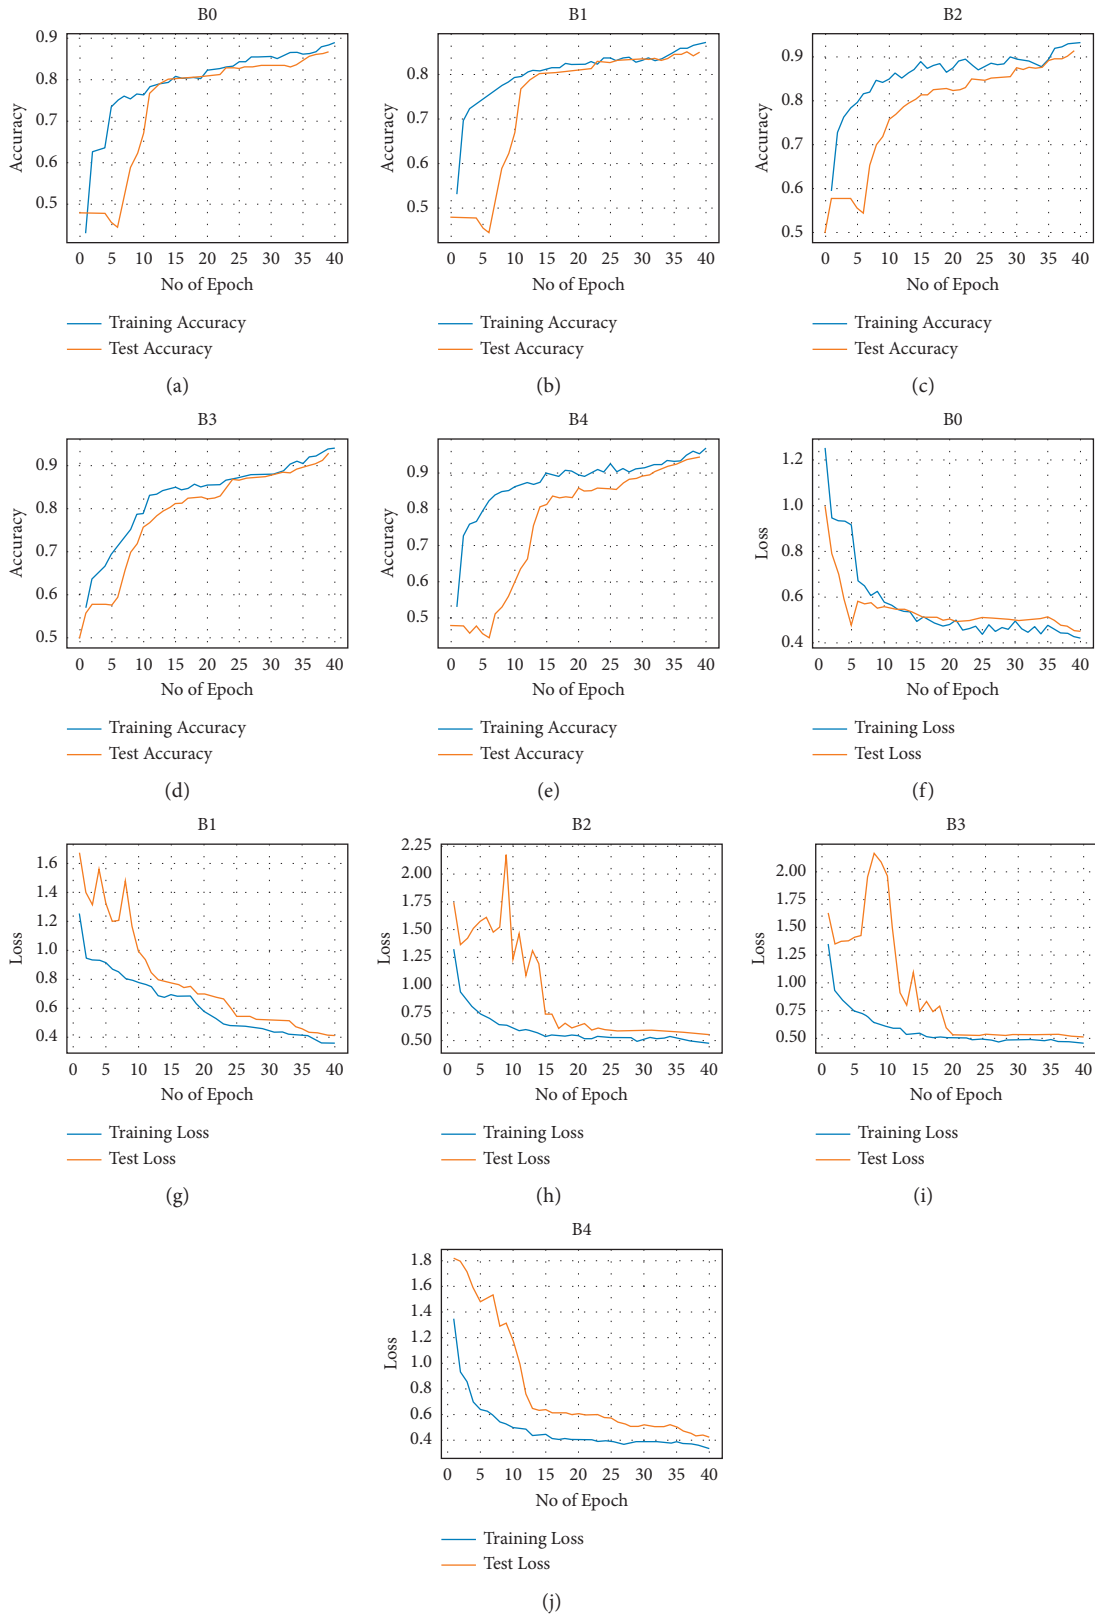 B0
Accuracy
0.9
0.8
0.7
0.6
0.5
0 5 10 15 20 25 30 35 40
No of Epoch
Training Accuracy
Test Accuracy
(a)
B1
Accuracy
0.8
0.7
0.6
0.5
0 5 10 15 20 25 30 35 40
No of Epoch
Training Accuracy
Test Accuracy
(b)
B2
Accuracy
0.9
0.8
0.7
0.6
0.5
0 5 10 15 20 25 30 35 40
No of Epoch
Training Accuracy
Test Accuracy
(c)
B3
Accuracy
0.9
0.8
0.7
0.6
0.5
0 5 10 15 20 25 30 35 40
No of Epoch
Training Accuracy
Test Accuracy
(d)
B4
Accuracy
0.9
0.8
0.7
0.6
0.5
0 5 10 15 20 25 30 35 40
No of Epoch
Training Accuracy
Test Accuracy
(e)
B0
Loss
1.2
1.0
0.8
0.6
0.4
0 5 10 15 20 25 30 35 40
No of Epoch
Training Loss
Test Loss
(f)
B1
Loss
1.6
1.4
1.2
1.0
0.8
0.6
0.4
0 5 10 15 20 25 30 35 40
No of Epoch
Training Loss
Test Loss
(g)
B2
Loss
2.25
2.00
1.75
1.50
1.25
1.00
0.75
0.50
0 5 10 15 20 25 30 35 40
No of Epoch
Training Loss
Test Loss
(h)
B3
Loss
2.00
1.75
1.50
1.25
1.00
0.75
0.50
0 5 10 15 20 25 30 35 40
No of Epoch
Training Loss
Test Loss
(i)
B4
Loss
1.8
1.6
1.4
1.2
1.0
0.8
0.6
0.4
0 5 10 15 20 25 30 35 40
No of Epoch
Training Loss
Test Loss
(j)